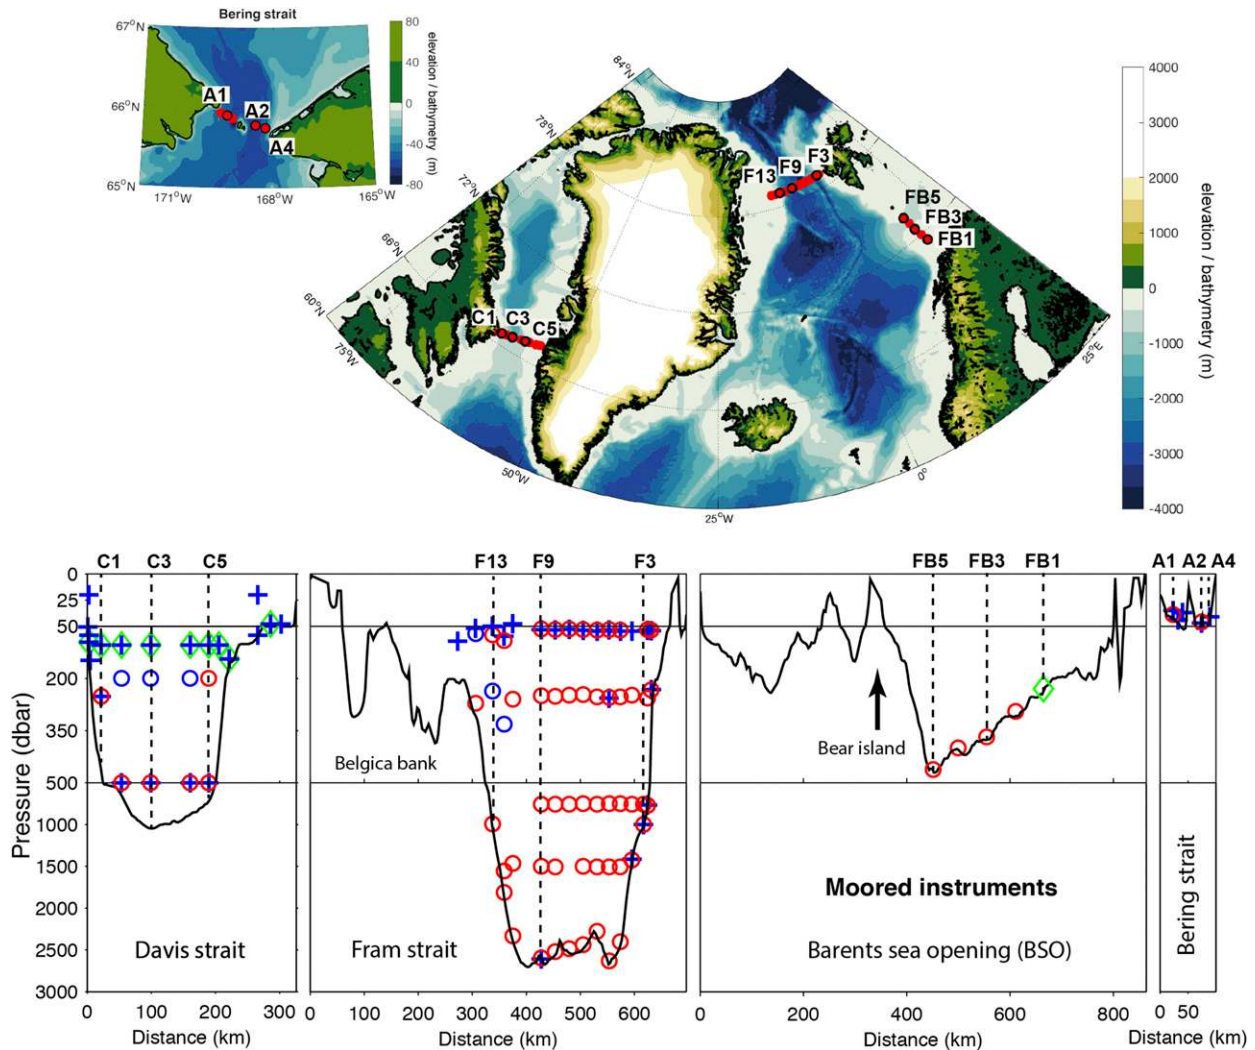 Bering strait
67°N
66°N
65°N
171°W
168°W
165°W
A1
A2
A4
80
40
0
-40
-80
elevation / bathymetry (m)
84°N
78°N
72°N
66°N
60°N
75°W
50°W
25°W
0°
25°E
F13
F9
F3
FB5
FB3
FB1
C1
C3
C5
4000
3000
2000
1000
0
-1000
-2000
-3000
-4000
elevation / bathymetry (m)
C1 C3 C5
F13 F9 F3
FB5 FB3 FB1
A1 A2 A4
Pressure (dbar)
0
25
50
200
350
500
1000
1500
2000
2500
3000
Belgica bank
Bear island
Moored instruments
Davis strait
Fram strait
Barents sea opening (BSO)
Bering strait
0 100 200 300
0 100 200 300 400 500 600
0 200 400 600 800
0 50
Distance (km)
Distance (km)
Distance (km)
Distance (km)